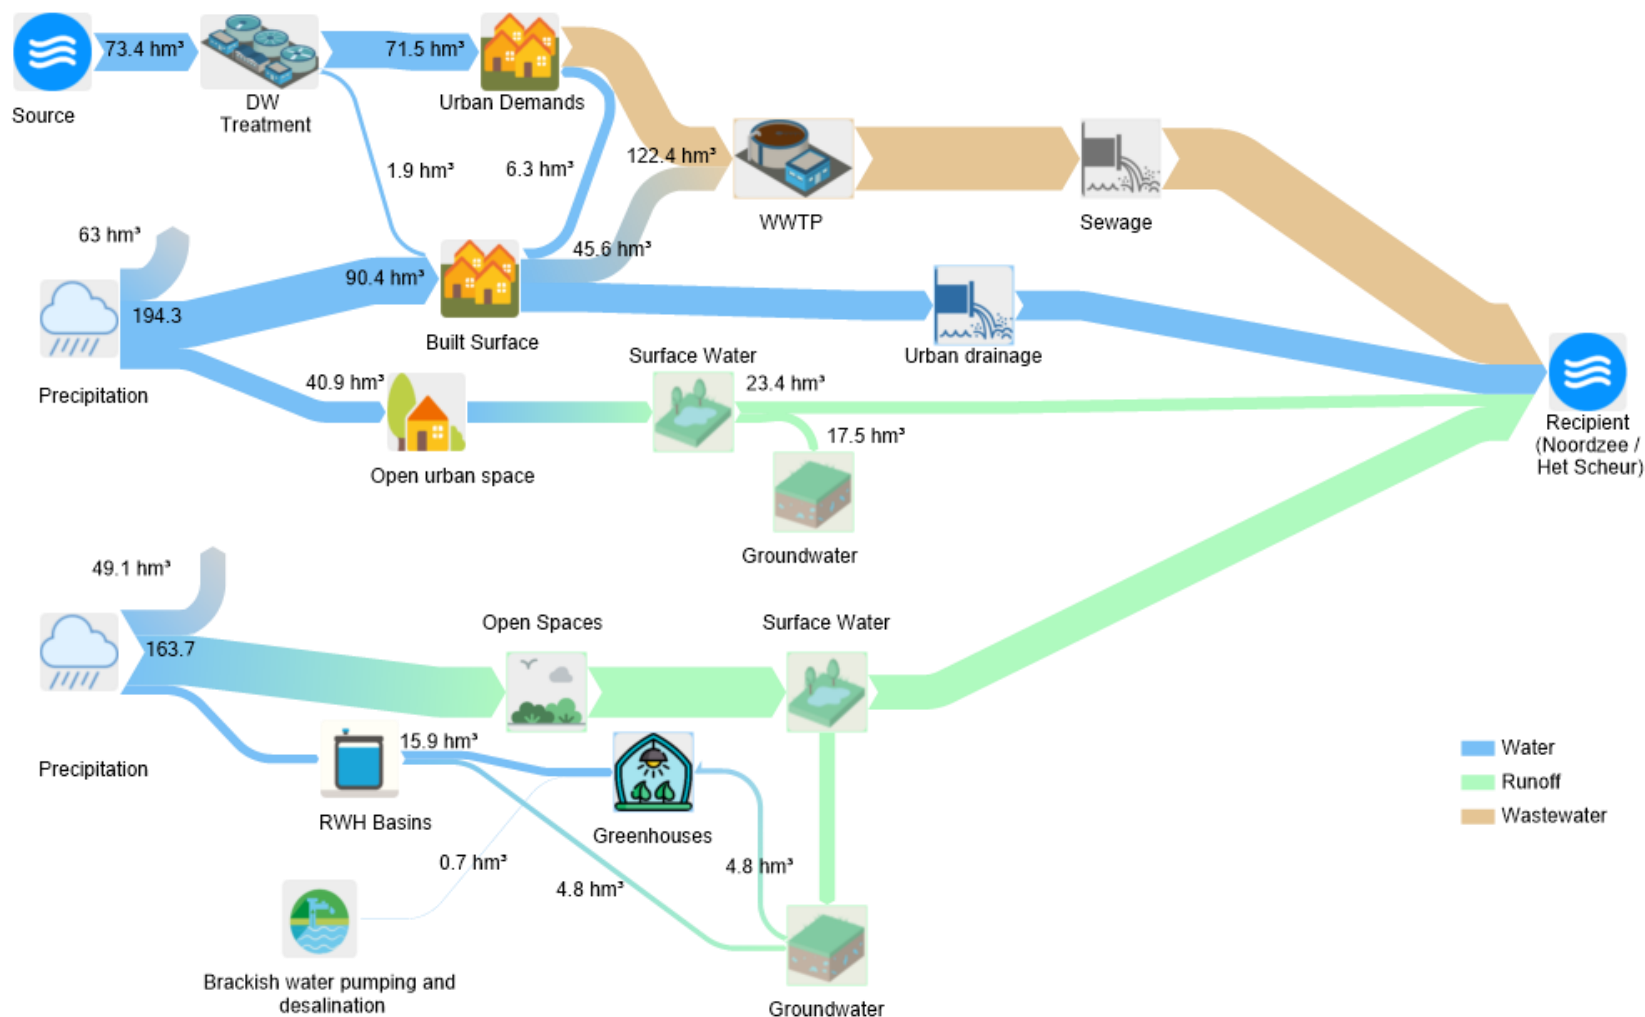 73.4 hm³
71.5 hm³
Source
DW
Treatment
Urban Demands
1.9 hm³
6.3 hm³
122.4 hm³
WWTP
Sewage
63 hm³
45.6 hm³
90.4 hm³
194.3
Built Surface
Urban drainage
Precipitation
40.9 hm³
Surface Water
23.4 hm³
17.5 hm³
Open urban space
Recipient
(Noordzee /
Het Scheur)
Groundwater
49.1 hm³
163.7
Open Spaces
Surface Water
Precipitation
15.9 hm³
RWH Basins
Greenhouses
0.7 hm³
4.8 hm³
4.8 hm³
Brackish water pumping and
desalination
Groundwater
Water
Runoff
Wastewater